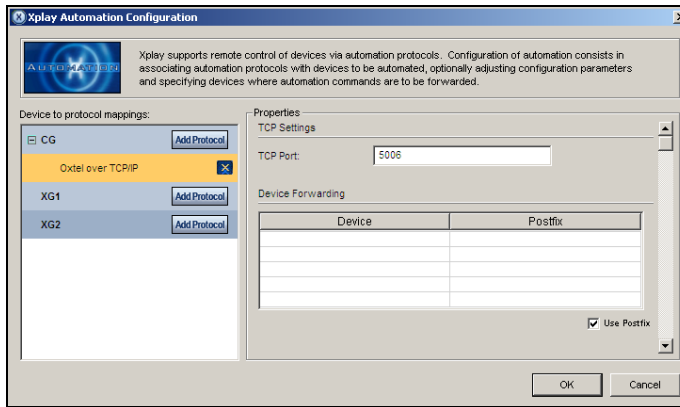 Xplay Automation Configuration
AUTOMATION
Xplay supports remote control of devices via automation protocols. Configuration of automation consists in
associating automation protocols with devices to be automated, optionally adjusting configuration parameters
and specifying devices where automation commands are to be forwarded.
Device to protocol mappings:
CG Add Protocol
Oxtel over TCP/IP
XG1 Add Protocol
XG2 Add Protocol
Properties
TCP Settings
TCP Port: 5006
Device Forwarding
Device Postfix
Use Postfix
OK Cancel